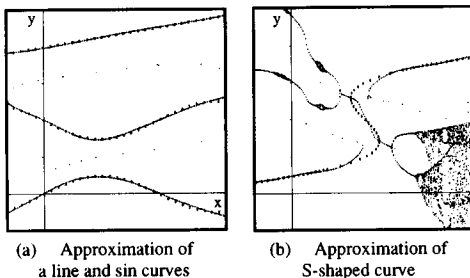 y
x
y
(a) Approximation of
a line and sin curves
(b) Approximation of
S-shaped curve